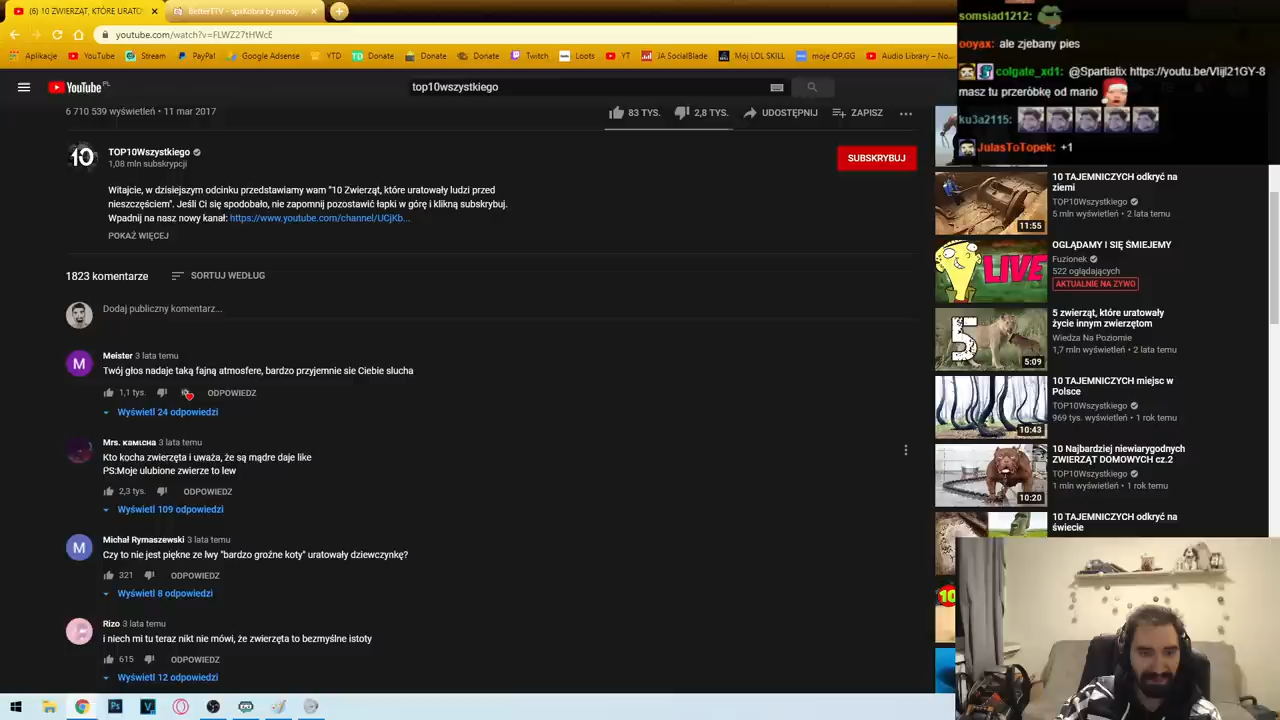 (6) 10 ZWIERZĄT, KTÓRE URATO
BetterTTV - spxKobra by mlody
youtube.com/watch?v=FLWZ27tHWcE
Aplikacje
YouTube
Stream
PayPal
Google Adsense
YTD
Donate
Donate
Donate
Twitch
Loots
YT
JA SocialBlade
Mój LOL SKILL
moje OP.GG
Audio Library –
YouTube PL
top10wszystkiego
6 710 539 wyświetleń • 11 mar 2017
83 TYS.
2,8 TYS.
UDOSTĘPNIJ
ZAPISZ
10
TOP10Wszystkiego
1,08 mln subskrypcji
SUBSKRYBUJ
Witajcie, w dzisiejszym odcinku przedstawiamy wam "10 Zwierząt, które uratowały ludzi przed
nieszczęściem". Jeśli Ci się spodobało, nie zapomnij pozostawić łapki w górę i klikną subskrybuj.
Wpadnij na nasz nowy kanał: https://www.youtube.com/channel/UCjKb...
POKAŻ WIĘCEJ
1823 komentarze
SORTUJ WEDŁUG
Dodaj publiczny komentarz...
M
Meister 3 lata temu
Twój głos nadaje taką fajną atmosfere, bardzo przyjemnie sie Ciebie slucha
1,1 tys.
ODPOWIEDZ
Wyświetl 24 odpowiedzi
Mrs. ᴋᴀᴍʟᴄʜᴀ 3 lata temu
Kto kocha zwierzęta i uważa, że są mądre daje like
PS:Moje ulubione zwierze to lew
2,3 tys.
ODPOWIEDZ
Wyświetl 109 odpowiedzi
M
Michał Rymaszewski 3 lata temu
Czy to nie jest piękne ze lwy "bardzo groźne koty" uratowały dziewczynkę?
321
ODPOWIEDZ
Wyświetl 8 odpowiedzi
Rizo 3 lata temu
i niech mi tu teraz nikt nie mówi, że zwierzęta to bezmyślne istoty
615
ODPOWIEDZ
Wyświetl 12 odpowiedzi
somsiad1212:
ooyax: ale zjebany pies
colgate_xd1: @Spartiatix https://youtu.be/VIijl21GY-8
masz tu przeróbkę od mario
ku3a2115:
JulasToTopek: +1
10 TAJEMNICZYCH odkryć na
ziemi
TOP10Wszystkiego
5 mln wyświetleń • 2 lata temu
11:55
OGLĄDAMY I SIĘ ŚMIEJEMY
Fuzionek
522 oglądających
AKTUALNIE NA ŻYWO
LIVE
5 zwierząt, które uratowały
życie innym zwierzętom
Wiedza Na Poziomie
1,7 mln wyświetleń • 2 lata temu
5
5:09
10 TAJEMNICZYCH miejsc w
Polsce
TOP10Wszystkiego
969 tys. wyświetleń • 1 rok temu
10:43
10 Najbardziej niewiarygodnych
ZWIERZĄT DOMOWYCH cz.2
TOP10Wszystkiego
1 mln wyświetleń • 1 rok temu
10:20
10 TAJEMNICZYCH odkryć na
świecie
10